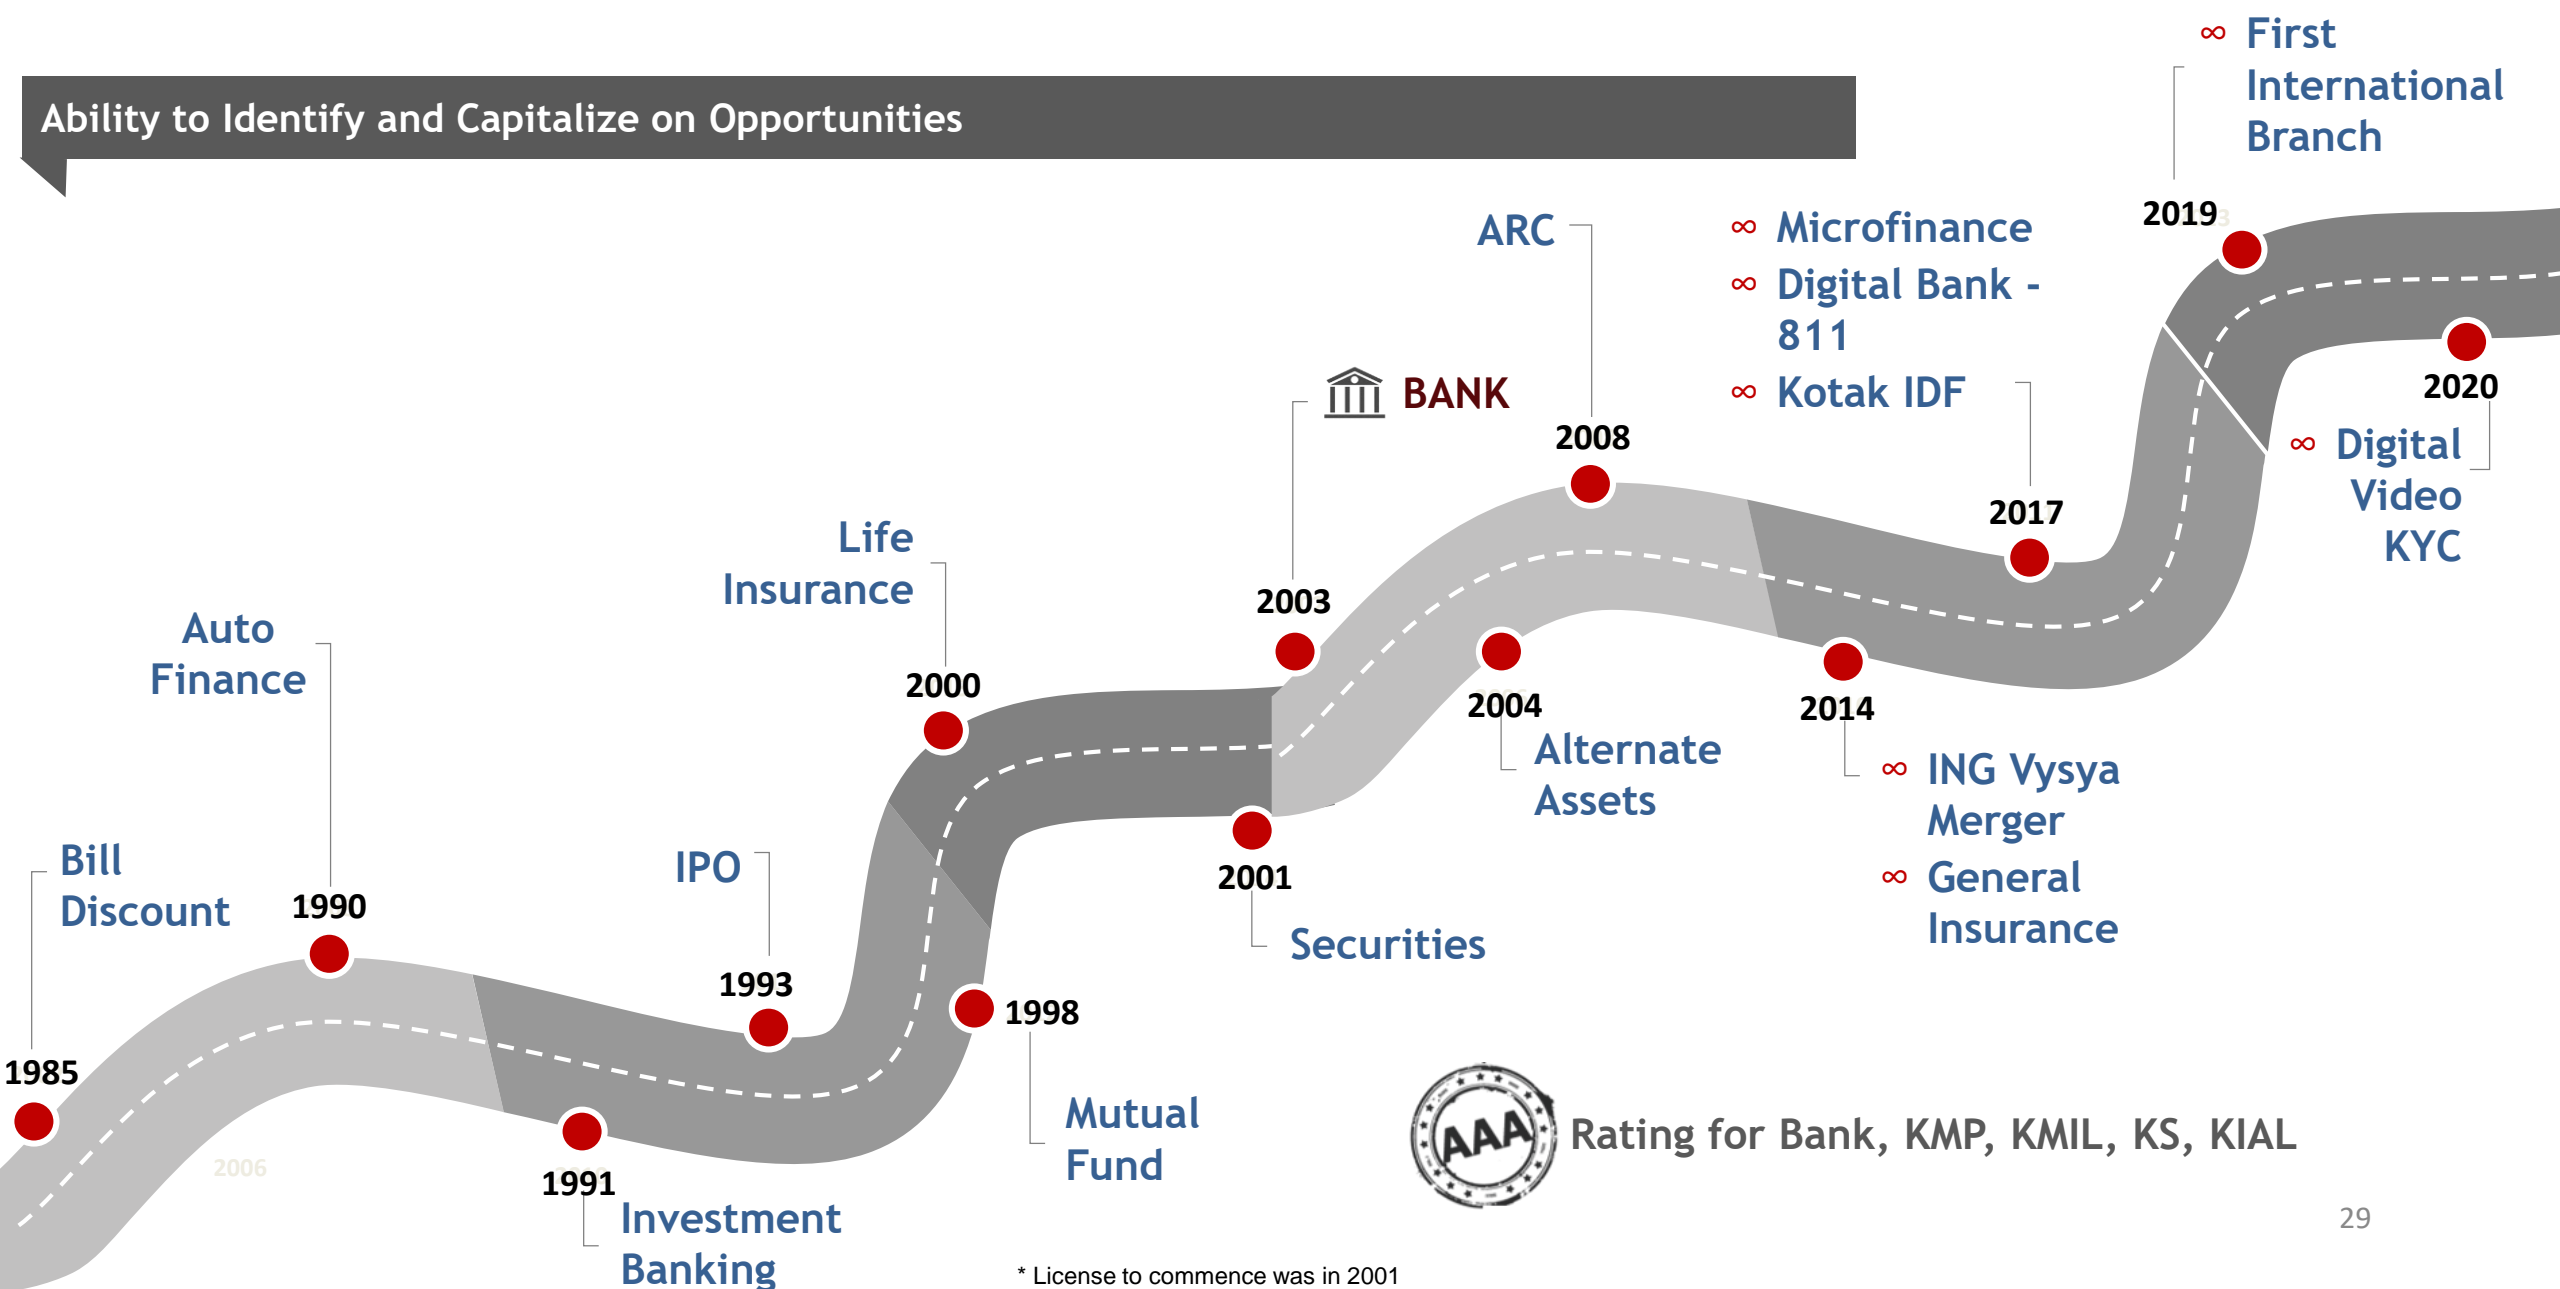 Ability to Identify and Capitalize on Opportunities
Bill
Discount
1985
Auto
Finance
1990
1991
Investment
Banking
IPO
1993
1998
Mutual
Fund
Life
Insurance
2000
2001
Securities
BANK
2003
2004
Alternate
Assets
ARC
2008
2014
∞ ING Vysya
Merger
∞ General
Insurance
∞ Microfinance
∞ Digital Bank -
811
∞ Kotak IDF
2017
∞ First
International
Branch
2019
2020
∞ Digital
Video
KYC
2006
AAA
Rating for Bank, KMP, KMIL, KS, KIAL
29
* License to commence was in 2001